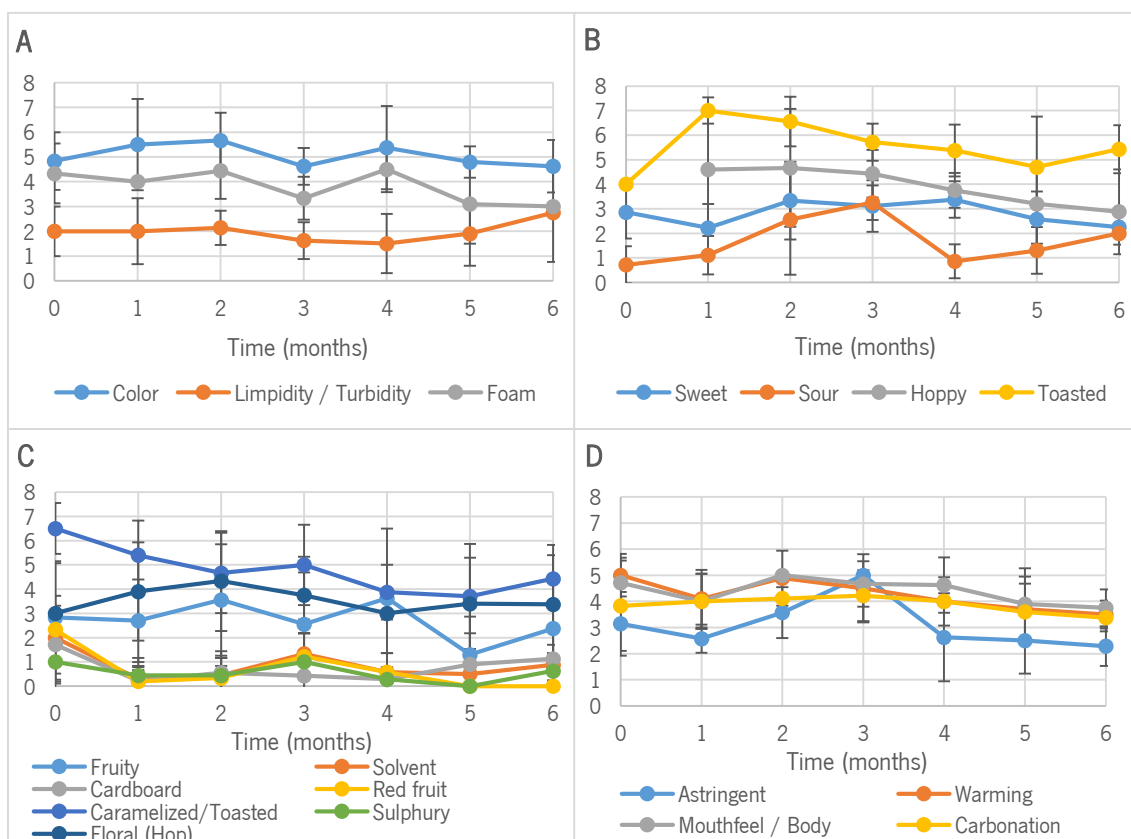 A
8
7
6
5
4
3
2
1
0
0 1 2 3 4 5 6
Time (months)
Color Limpidity / Turbidity Foam
B
8
7
6
5
4
3
2
1
0
0 1 2 3 4 5 6
Time (months)
Sweet Sour Hoppy Toasted
C
8
7
6
5
4
3
2
1
0
0 1 2 3 4 5 6
Time (months)
Fruity Solvent
Cardboard Red fruit
Caramelized/Toasted Sulphury
Floral (Hop)
D
8
7
6
5
4
3
2
1
0
0 1 2 3 4 5 6
Time (months)
Astringent Warming
Mouthfeel / Body Carbonation